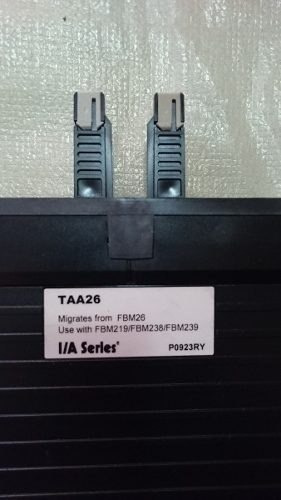 TAA26
Migrates from FBM26
Use with FBM219/FBM238/FBM239
I/A Series® P0923RY